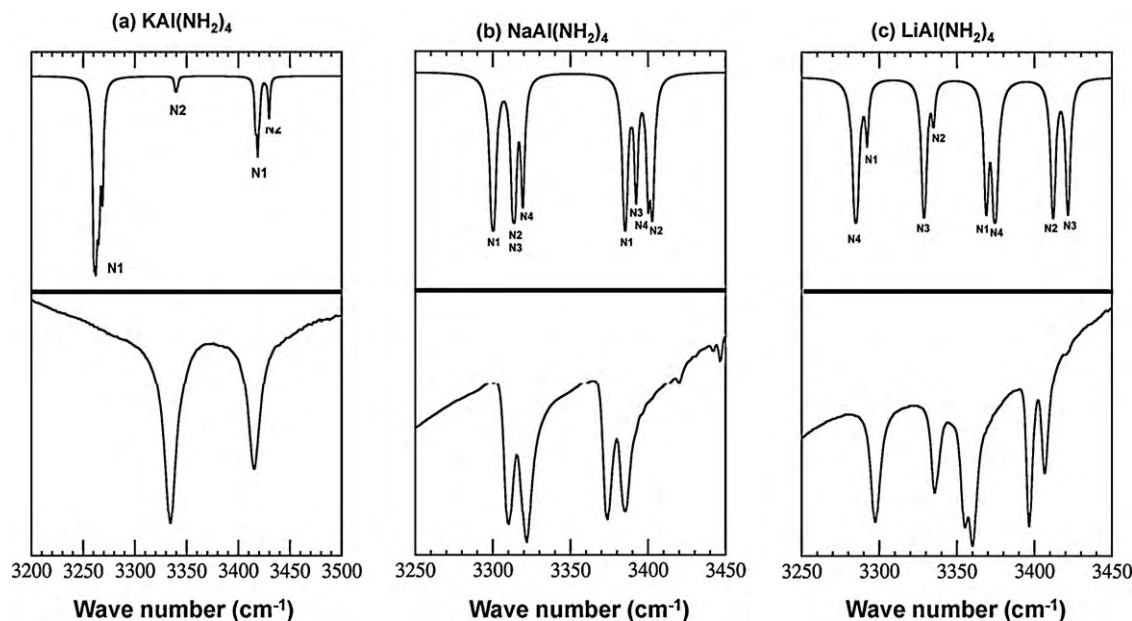 (a) KAl(NH2)4
N1
N2
N1
N2
3200 3250 3300 3350 3400 3450 3500
Wave number (cm-1)
(b) NaAl(NH2)4
N1
N2
N3
N4
N1
N3
N4
N2
3250 3300 3350 3400 3450
Wave number (cm-1)
(c) LiAl(NH2)4
N4
N1
N3
N2
N1
N4
N2
N3
3250 3300 3350 3400 3450
Wave number (cm-1)